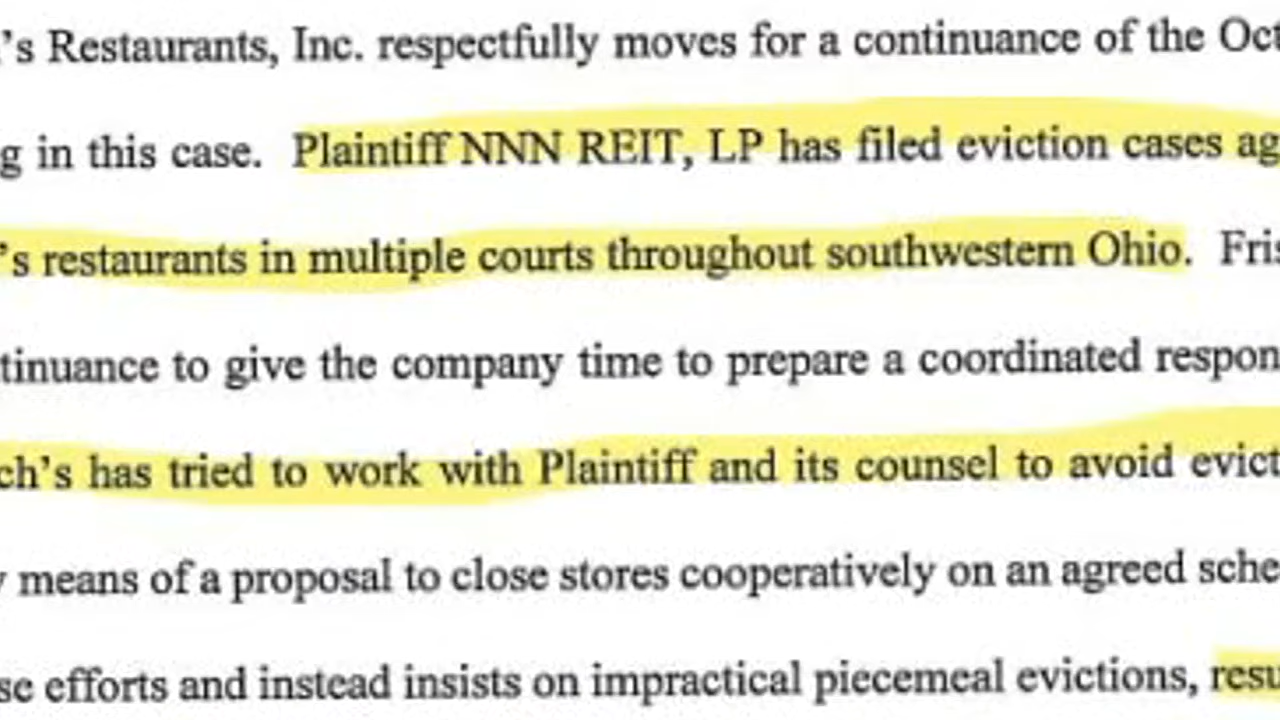 ’s Restaurants, Inc. respectfully moves for a continuance of the Oct
g in this case. Plaintiff NNN REIT, LP has filed eviction cases ag
’s restaurants in multiple courts throughout southwestern Ohio. Fris
tinuance to give the company time to prepare a coordinated respon
ch’s has tried to work with Plaintiff and its counsel to avoid evict
means of a proposal to close stores cooperatively on an agreed sche
se efforts and instead insists on impractical piecemeal evictions, resu